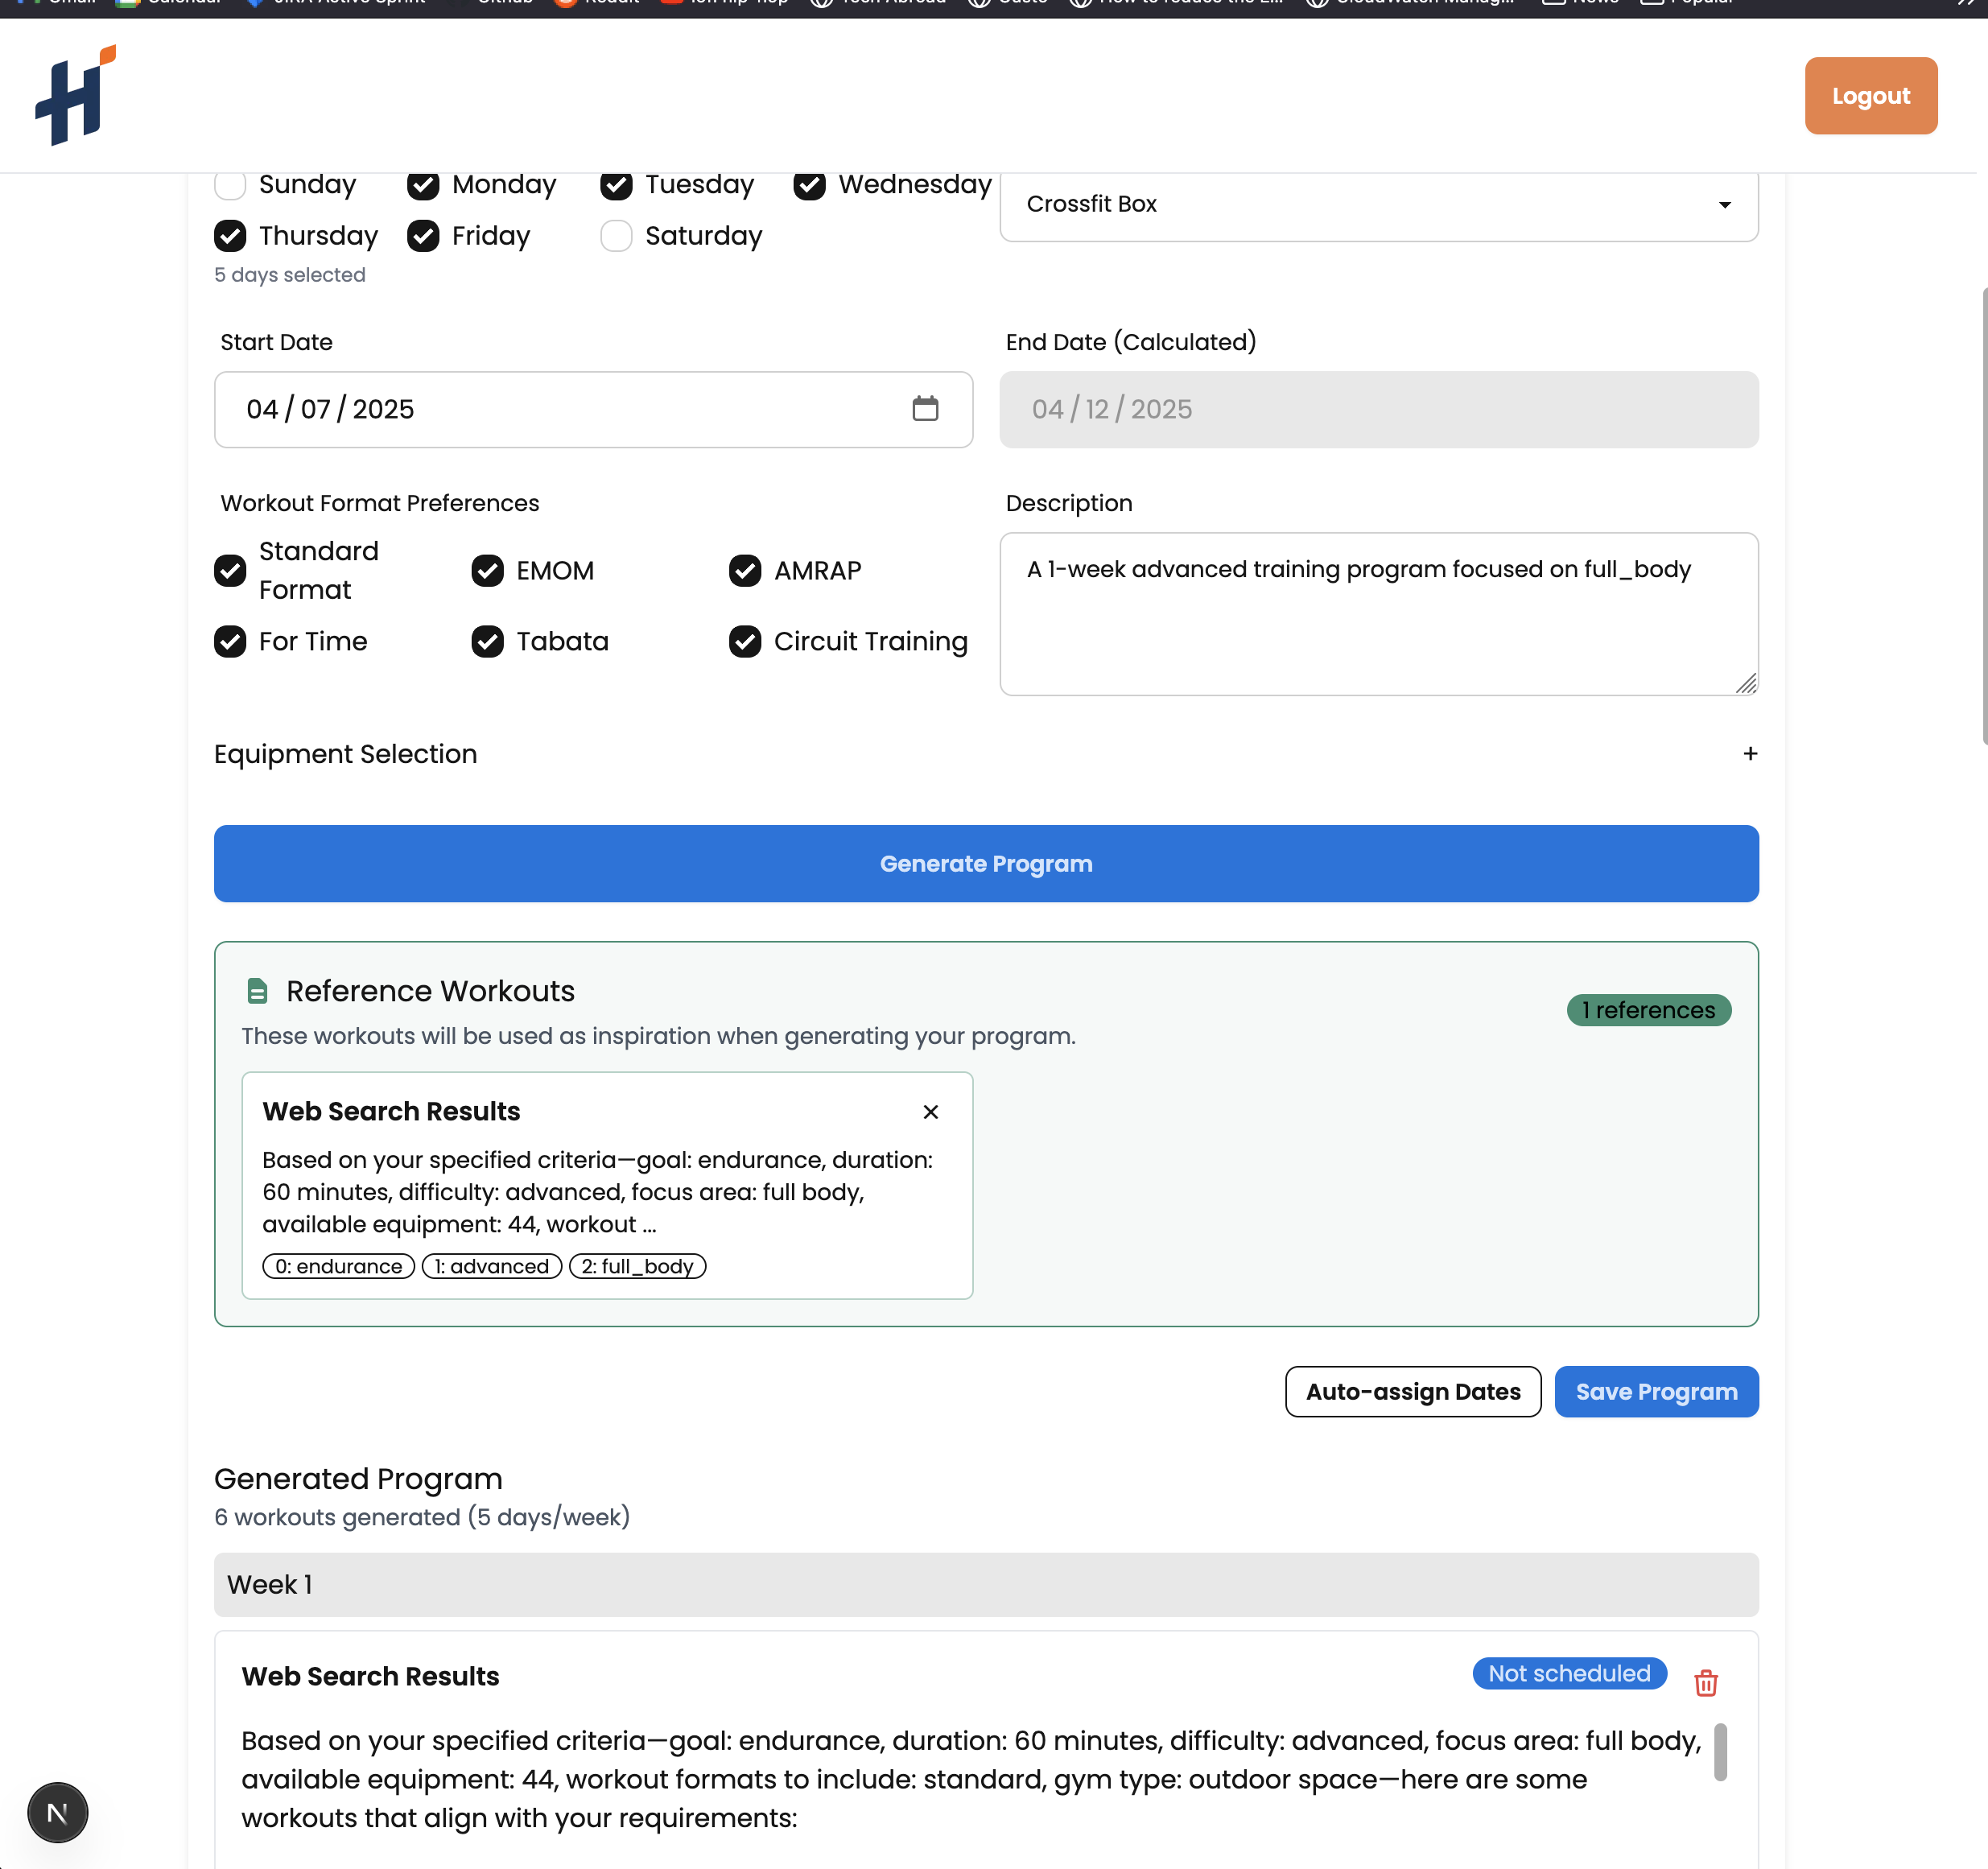 Logout
Sunday Monday Tuesday Wednesday
Crossfit Box
Thursday Friday Saturday
5 days selected
Start Date
End Date (Calculated)
04 / 07 / 2025
04 / 12 / 2025
Workout Format Preferences
Description
Standard
Format
EMOM
AMRAP
A 1-week advanced training program focused on full_body
For Time
Tabata
Circuit Training
Equipment Selection
+
Generate Program
Reference Workouts
1 references
These workouts will be used as inspiration when generating your program.
Web Search Results
Based on your specified criteria—goal: endurance, duration:
60 minutes, difficulty: advanced, focus area: full body,
available equipment: 44, workout ...
0: endurance 1: advanced 2: full_body
Auto-assign Dates
Save Program
Generated Program
6 workouts generated (5 days/week)
Week 1
Web Search Results
Not scheduled
Based on your specified criteria—goal: endurance, duration: 60 minutes, difficulty: advanced, focus area: full body,
available equipment: 44, workout formats to include: standard, gym type: outdoor space—here are some
workouts that align with your requirements:
N